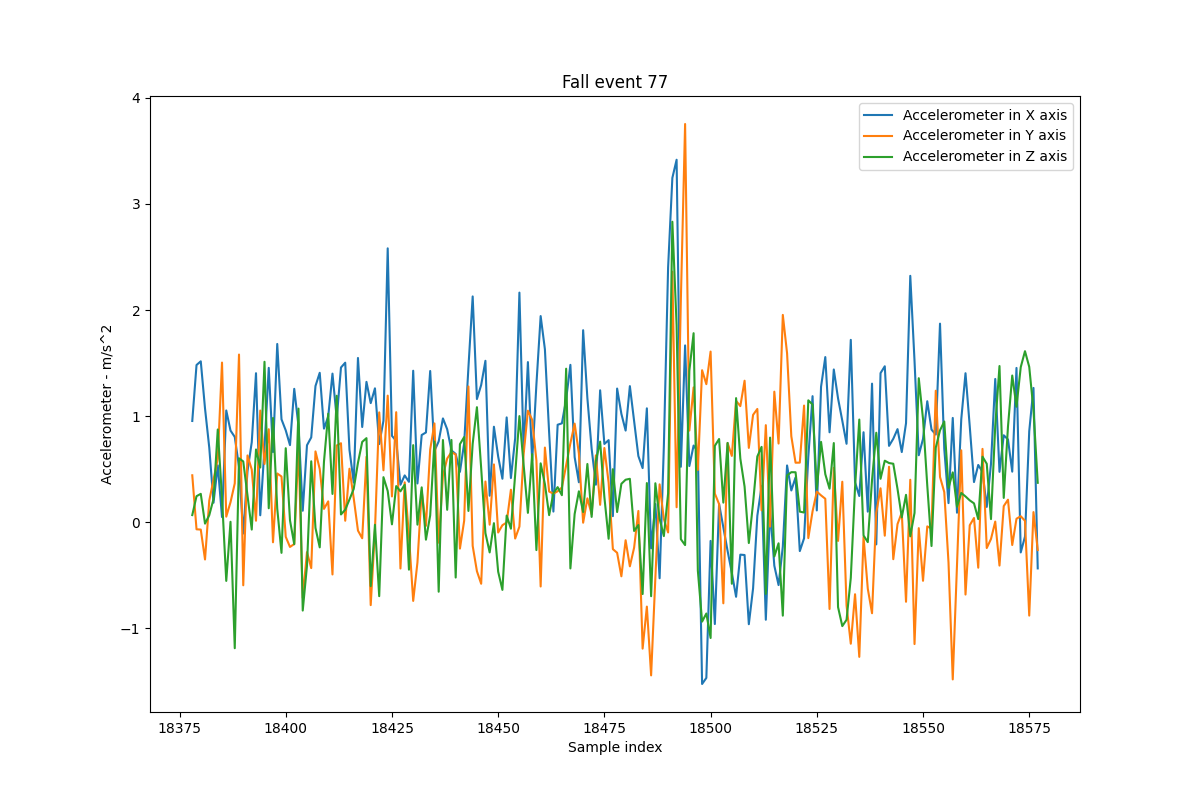 Fall event 77
Accelerometer in X axis
Accelerometer in Y axis
Accelerometer in Z axis
Accelerometer - m/s^2
4
3
2
1
0
−1
18375 18400 18425 18450 18475 18500 18525 18550 18575
Sample index